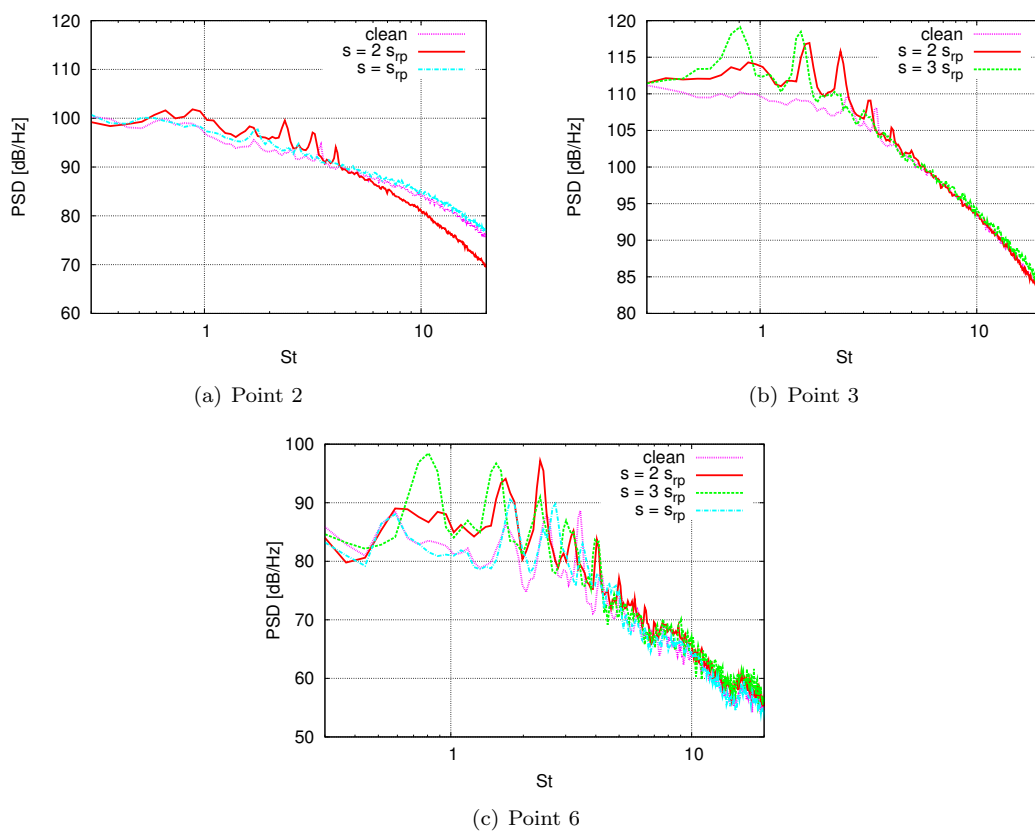 120
110
100
90
80
70
60
PSD [dB/Hz]
1
10
St
clean
s = 2 s_rp
s = s_rp
(a) Point 2
120
115
110
105
100
95
90
85
80
PSD [dB/Hz]
1
10
St
clean
s = 2 s_rp
s = 3 s_rp
(b) Point 3
100
90
80
70
60
50
PSD [dB/Hz]
1
10
St
clean
s = 2 s_rp
s = 3 s_rp
s = s_rp
(c) Point 6